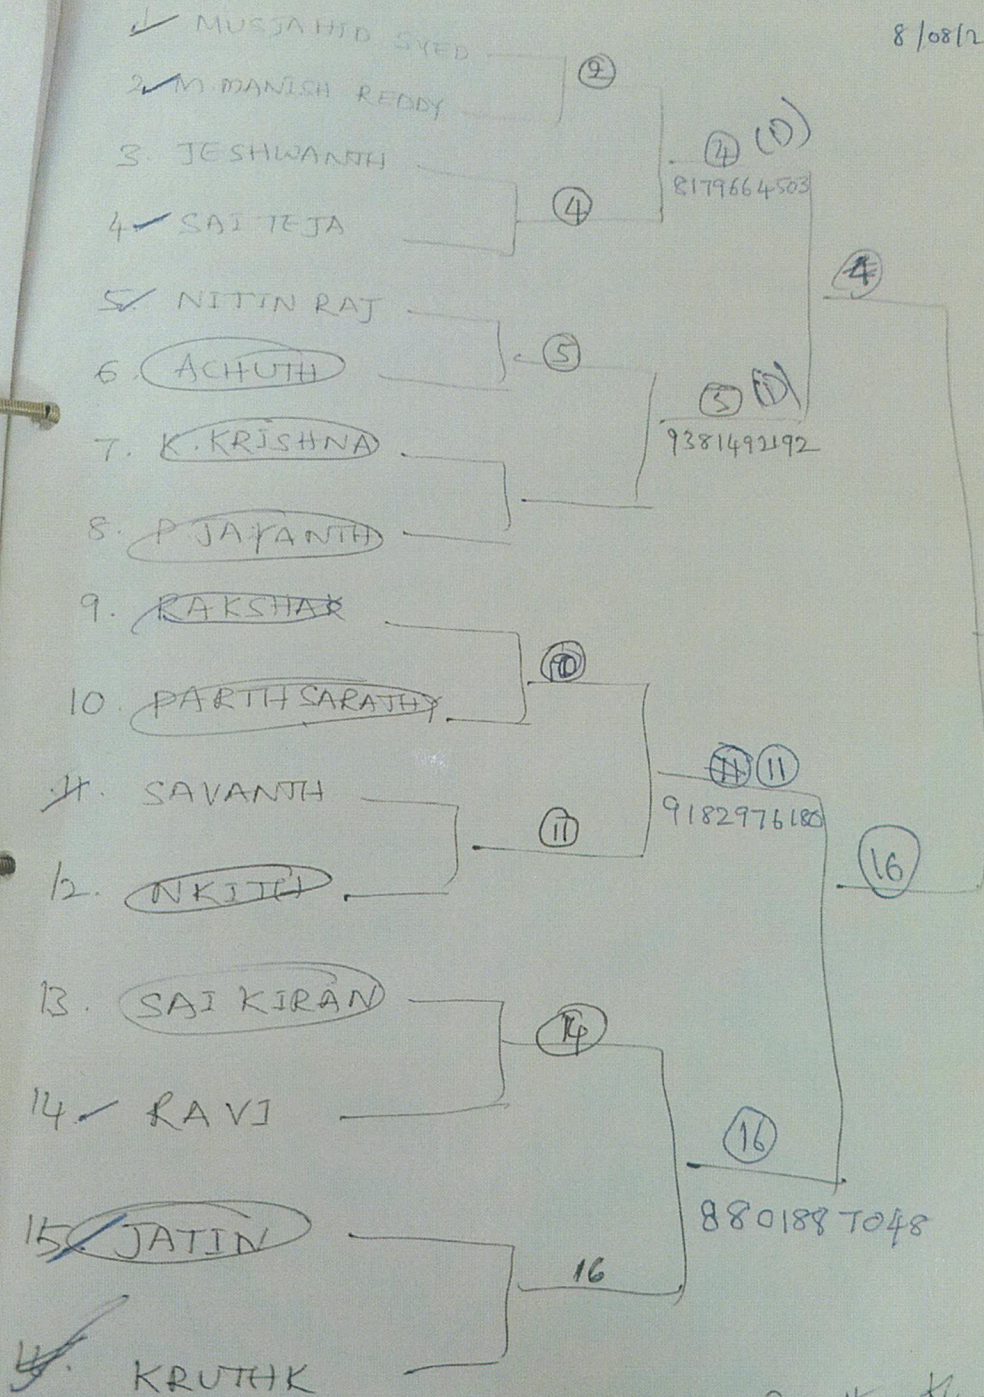 8/08/2
1 MUSJAHID SYED
2
2 M. MANISH REDDY
4 (1)
3. JESHWANTH
8179664503
4 SAI TEJA
4
4
5 NITIN RAJ
5
6. ACHUTH
5 (1)
7. K. KRISHNA
9381492192
8. P JAYANTH
9. RAKSHAK
10
10. PARTH SARATHY
11 11
11. SAVANTH
9182976180
11
16
12. NKITH
13. SAI KIRAN
14
14 RAVI
16
8801887048
15 JATIN
16
KRUTHK